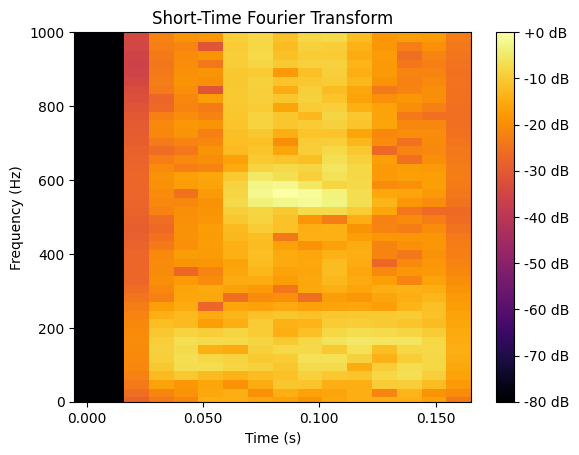 Short-Time Fourier Transform
1000
800
600
400
200
0
Frequency (Hz)
0.000
0.050
0.100
0.150
Time (s)
+0 dB
-10 dB
-20 dB
-30 dB
-40 dB
-50 dB
-60 dB
-70 dB
-80 dB